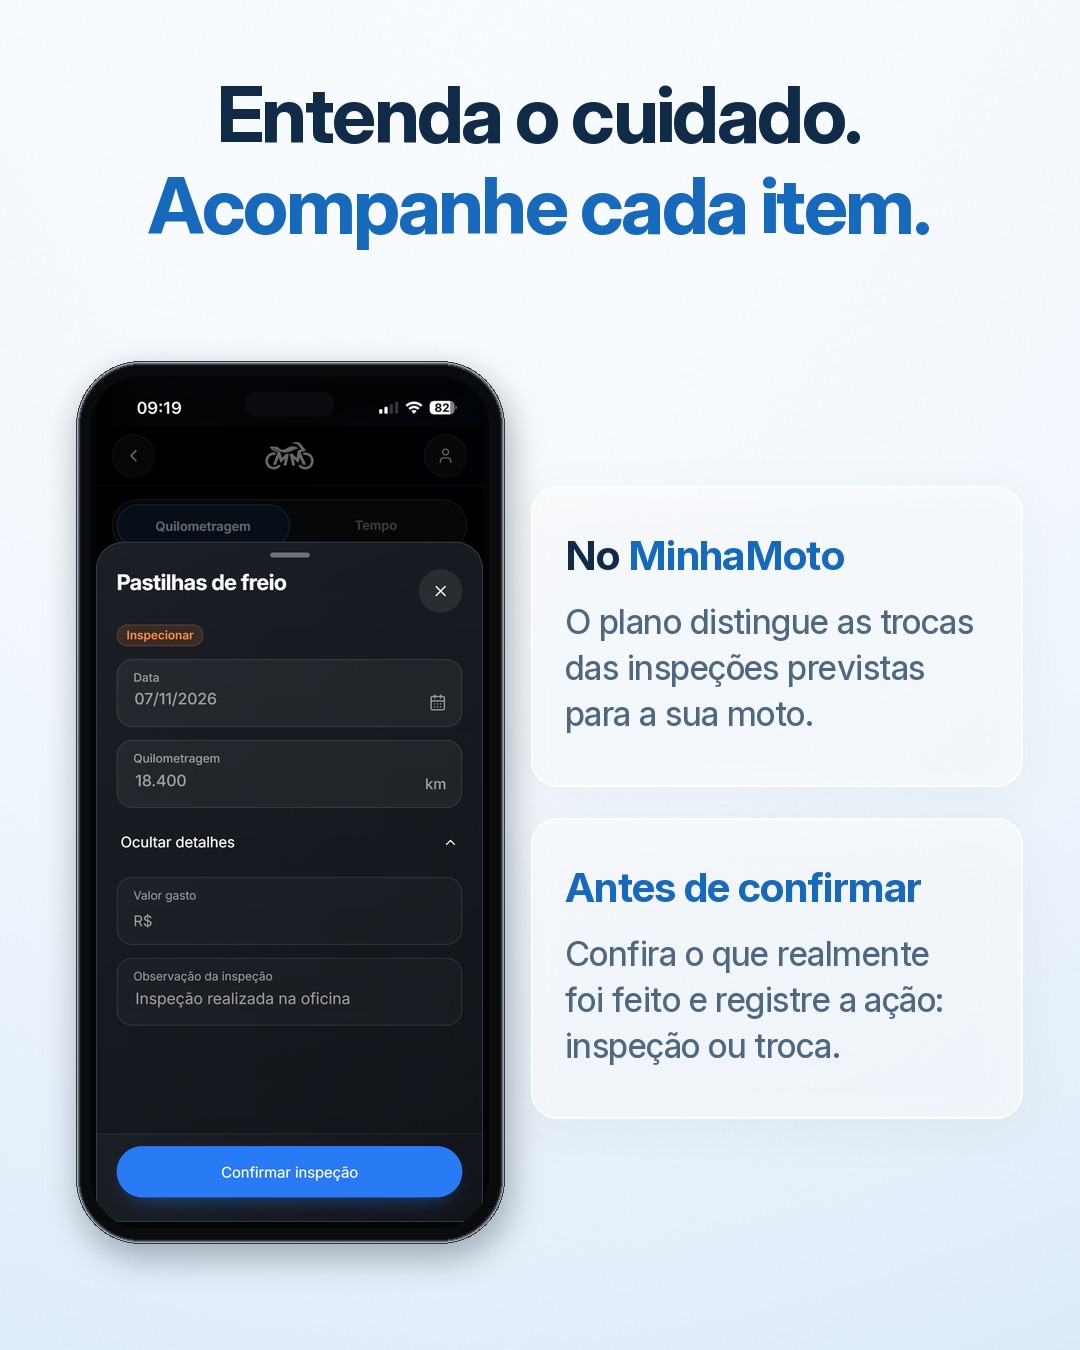 Entenda o cuidado.
Acompanhe cada item.
09:19
82
MM
Quilometragem
Tempo
Pastilhas de freio
Inspecionar
Data
07/11/2026
Quilometragem
18.400
km
Ocultar detalhes
Valor gasto
R$
Observação da inspeção
Inspeção realizada na oficina
Confirmar inspeção
No MinhaMoto
O plano distingue as trocas
das inspeções previstas
para a sua moto.
Antes de confirmar
Confira o que realmente
foi feito e registre a ação:
inspeção ou troca.